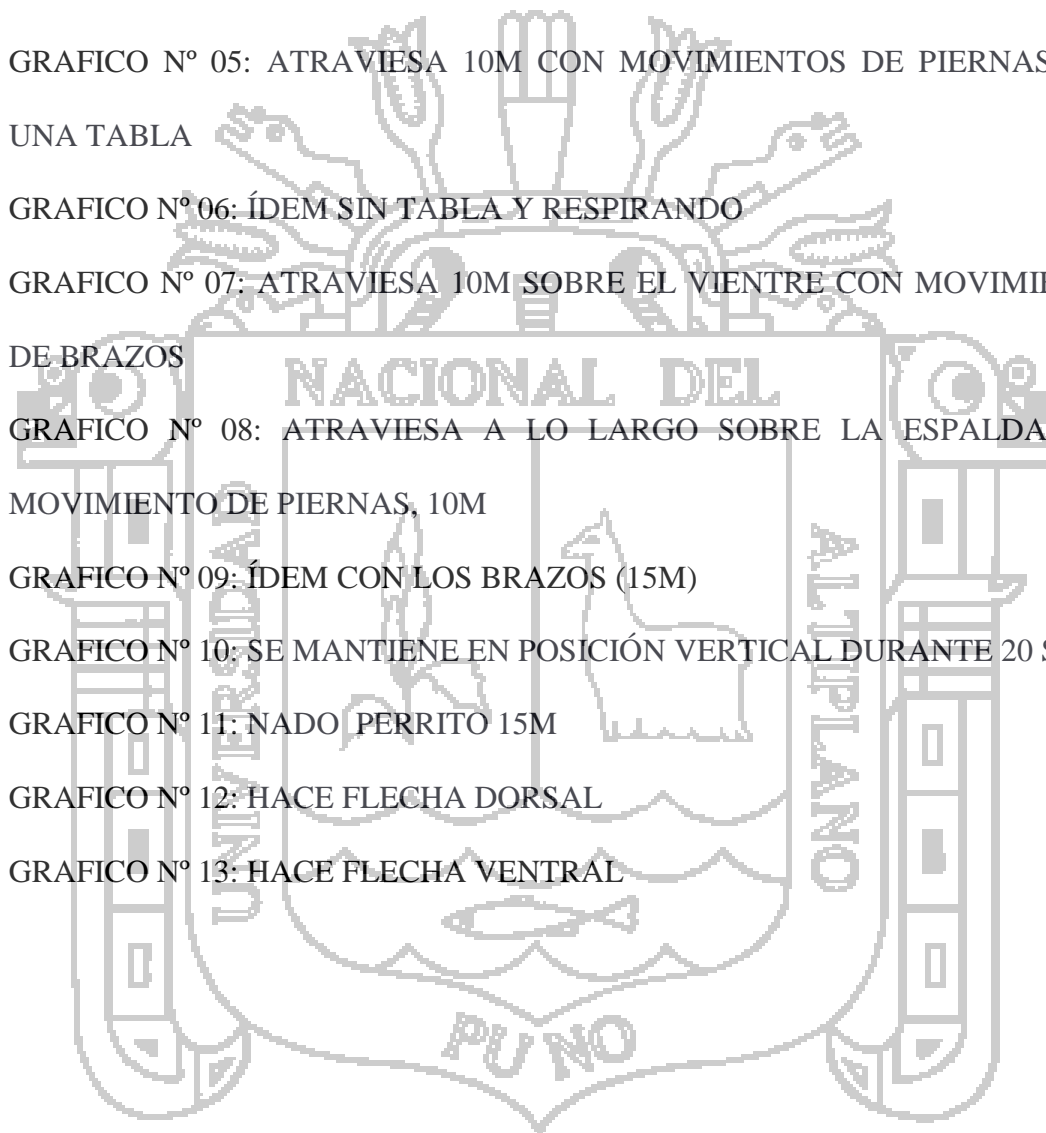 GRAFICO Nº 05: ATRAVIESA 10M CON MOVIMIENTOS DE PIERNAS
UNA TABLA
GRAFICO Nº 06: ÍDEM SIN TABLA Y RESPIRANDO
GRAFICO Nº 07: ATRAVIESA 10M SOBRE EL VIENTRE CON
DE BRAZOS
GRAFICO Nº 08: ATRAVIESA A LO LARGO SOBRE LA ESPALDA
MOVIMIENTO DE PIERNAS, 10M
GRAFICO Nº 09: ÍDEM CON LOS BRAZOS (15M)
GRAFICO Nº 10: SE MANTIENE EN POSICIÓN VERTICAL DURANTE 20
GRAFICO Nº 11: NADO PERRITO 15M
GRAFICO Nº 12: HACE FLECHA DORSAL
GRAFICO Nº 13: HACE FLECHA VENTRAL
UNIVERSIDAD
NACIONAL DEL
ALTIPLANO
PUNO